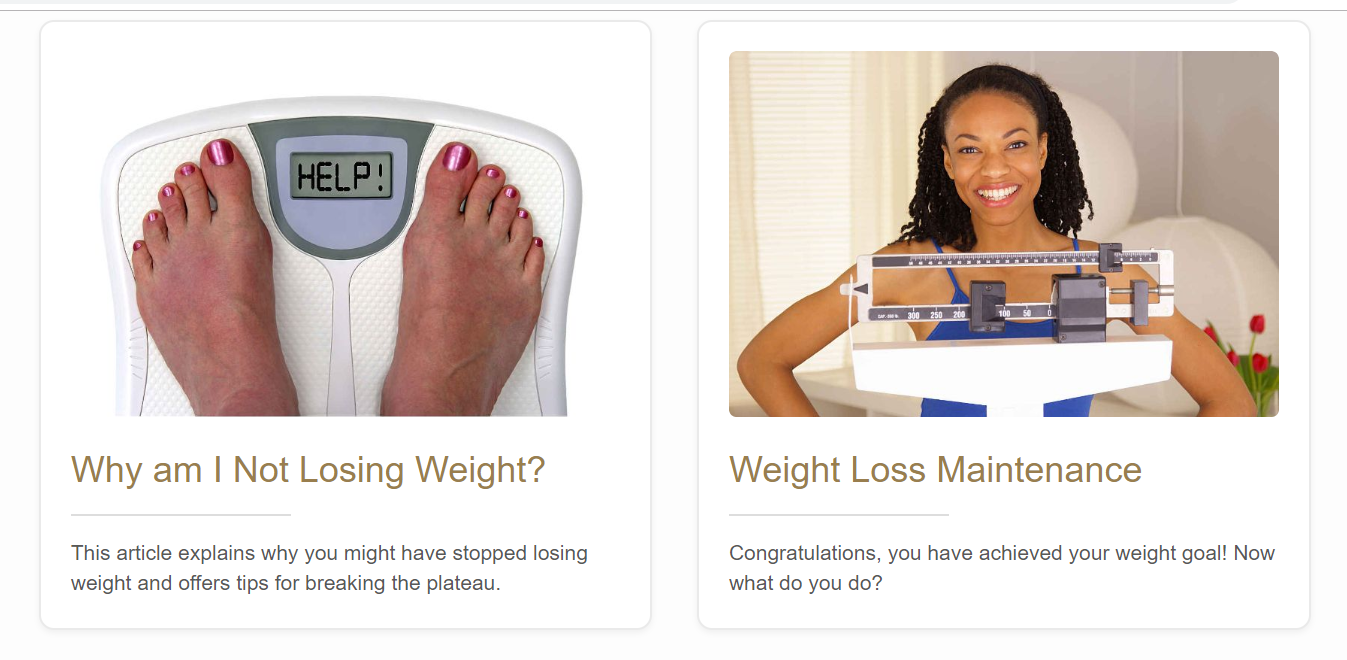 HELP!
Why am I Not Losing Weight?
This article explains why you might have stopped losing
weight and offers tips for breaking the plateau.
300 250 200 100 50 0
Weight Loss Maintenance
Congratulations, you have achieved your weight goal! Now
what do you do?